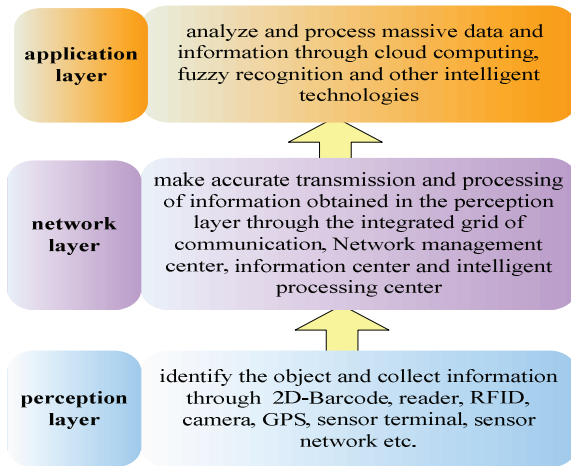 application
layer
analyze and process massive data and
information through cloud computing,
fuzzy recognition and other intelligent
technologies
network
layer
make accurate transmission and processing
of information obtained in the perception
layer through the integrated grid of
communication, Network management
center, information center and intelligent
processing center
perception
layer
identify the object and collect information
through 2D-Barcode, reader, RFID,
camera, GPS, sensor terminal, sensor
network etc.